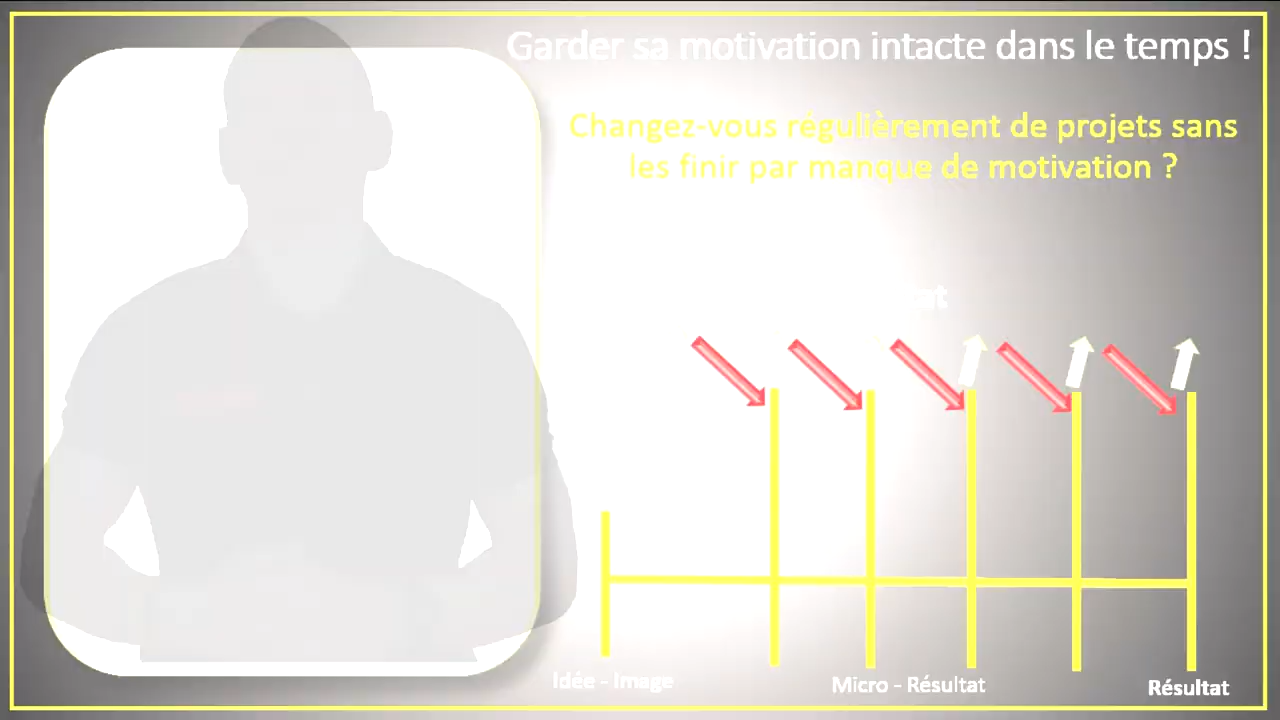 Garder sa motivation intacte dans le temps !
Changez-vous régulièrement de projets sans
les finir par manque de motivation ?
Idée - Image
Micro - Résultat
Résultat